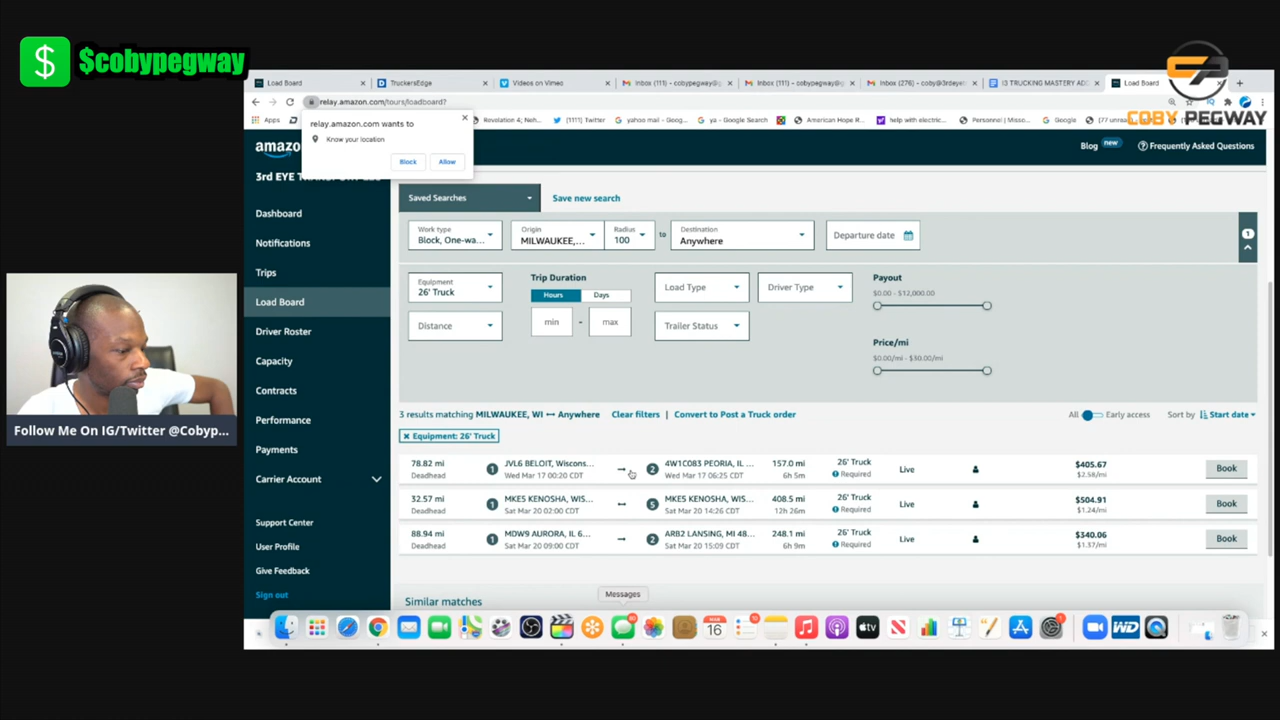 $ $cobypegway
COBY PEGWAY
Load Board
TruckersEdge
Videos on Vimeo
Inbox (111) – cobypegway@g
Inbox (111) – cobypegway@g
Inbox (276) – coby@3rdeye
Load Board
relay.amazon.com/tours/loadboard?
Apps
Revolution 4; Neh...
(1111) Twitter
yahoo mail - Goog...
ya - Google Search
American Hope R...
help with electric...
Personnel | Misso...
Google
relay.amazon.com wants to
Know your location
Block
Allow
Blog new
Frequently Asked Questions
Dashboard
Notifications
Trips
Load Board
Driver Roster
Capacity
Contracts
Performance
Payments
Carrier Account
Support Center
User Profile
Give Feedback
Sign out
Saved Searches
Save new search
Work type
Block, One-wa...
Origin
MILWAUKEE,...
Radius
100
to
Destination
Anywhere
Departure date
1
Equipment
26' Truck
Trip Duration
Hours
Days
min - max
Load Type
Driver Type
Payout
$0.00 - $12,000.00
Distance
Trailer Status
Price/mi
$0.00/mi - $30.00/mi
3 results matching MILWAUKEE, WI ↔ Anywhere
Clear filters | Convert to Post a Truck order
All
Early access
Sort by
Start date
× Equipment: 26' Truck
78.82 mi 1 JVL6 BELOIT, Wiscons... → 2 4W1C083 PEORIA, IL ... 157.0 mi 26' Truck Live $405.67 Book
Deadhead Wed Mar 17 00:20 CDT Wed Mar 17 06:25 CDT 6h 5m Required $2.58/mi
32.57 mi 1 MKE5 KENOSHA, WIS... ↔ 5 MKE5 KENOSHA, WIS... 408.5 mi 26' Truck Live $504.91 Book
Deadhead Sat Mar 20 02:00 CDT Sat Mar 20 14:26 CDT 12h 26m Required $1.24/mi
88.94 mi 1 MDW9 AURORA, IL 6... → 2 ARB2 LANSING, MI 48... 248.1 mi 26' Truck Live $340.06 Book
Deadhead Sat Mar 20 09:00 CDT Sat Mar 20 15:09 CDT 6h 9m Required $1.37/mi
Similar matches
Messages
MAR
16
tv
WD
Follow Me On IG/Twitter @Cobyp...